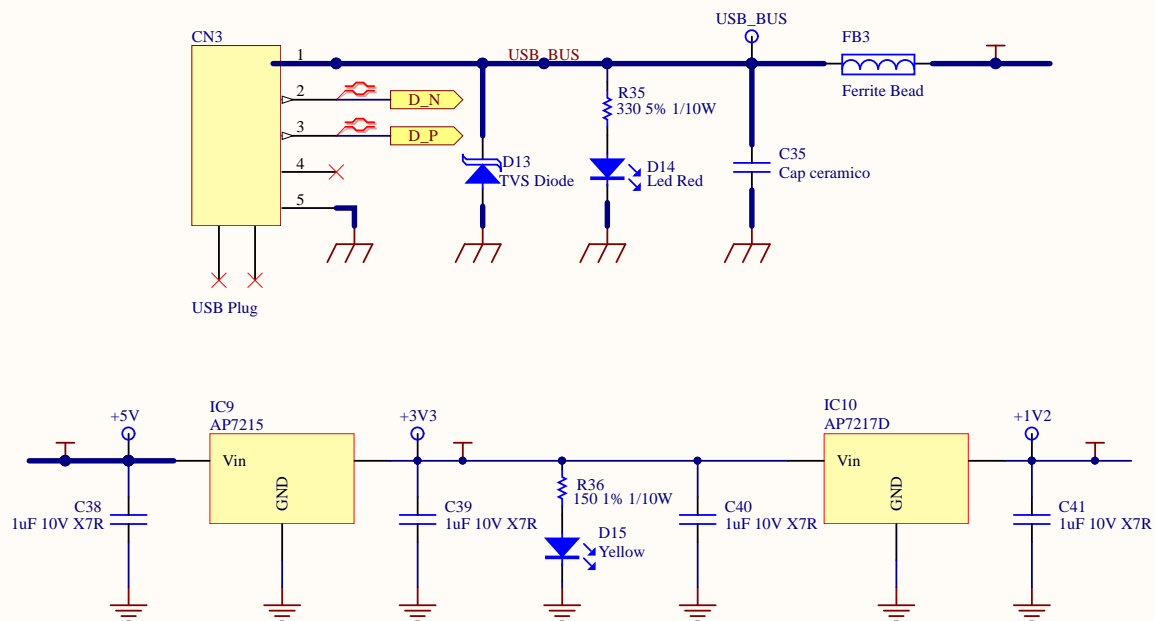 USB_BUS
CN3
FB3
1
USB_BUS
2
R35
Ferrite Bead
D_N
330 5% 1/10W
3
D_P
C35
D13
D14
4
Cap ceramico
TVS Diode
Led Red
5
USB Plug
IC9
IC10
+5V
AP7215
+3V3
AP7217D
+1V2
Vin
Vin
R36
GND
GND
150 1% 1/10W
C38
C39
C40
C41
1uF 10V X7R
1uF 10V X7R
1uF 10V X7R
1uF 10V X7R
D15
Yellow